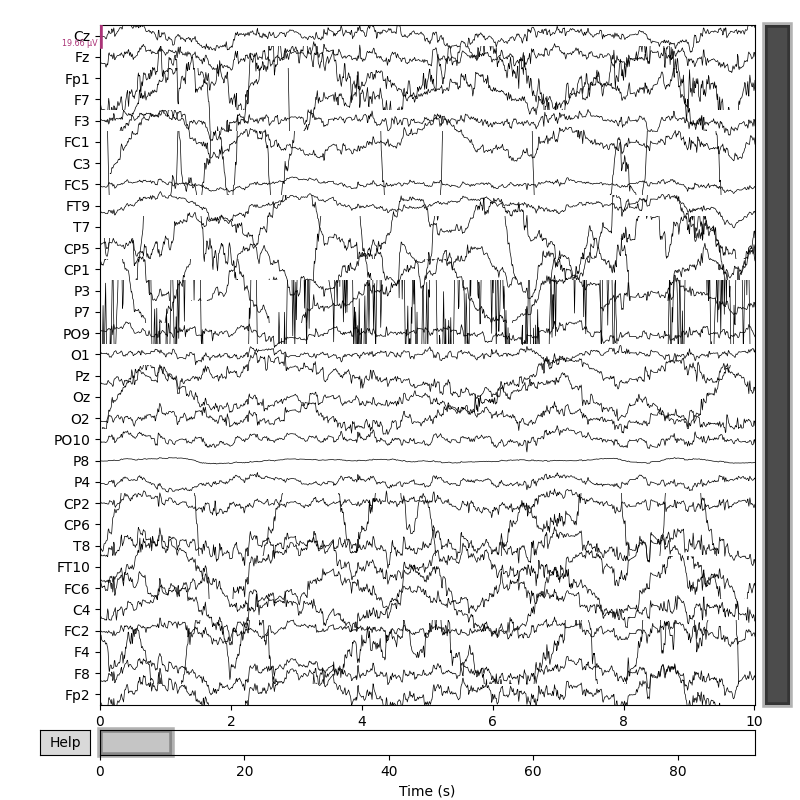 Cz
19.66 µV
Fz
Fp1
F7
F3
FC1
C3
FC5
FT9
T7
CP5
CP1
P3
P7
PO9
O1
Pz
Oz
O2
PO10
P8
P4
CP2
CP6
T8
FT10
FC6
C4
FC2
F4
F8
Fp2
0 2 4 6 8 10
Help
0 20 40 60 80
Time (s)